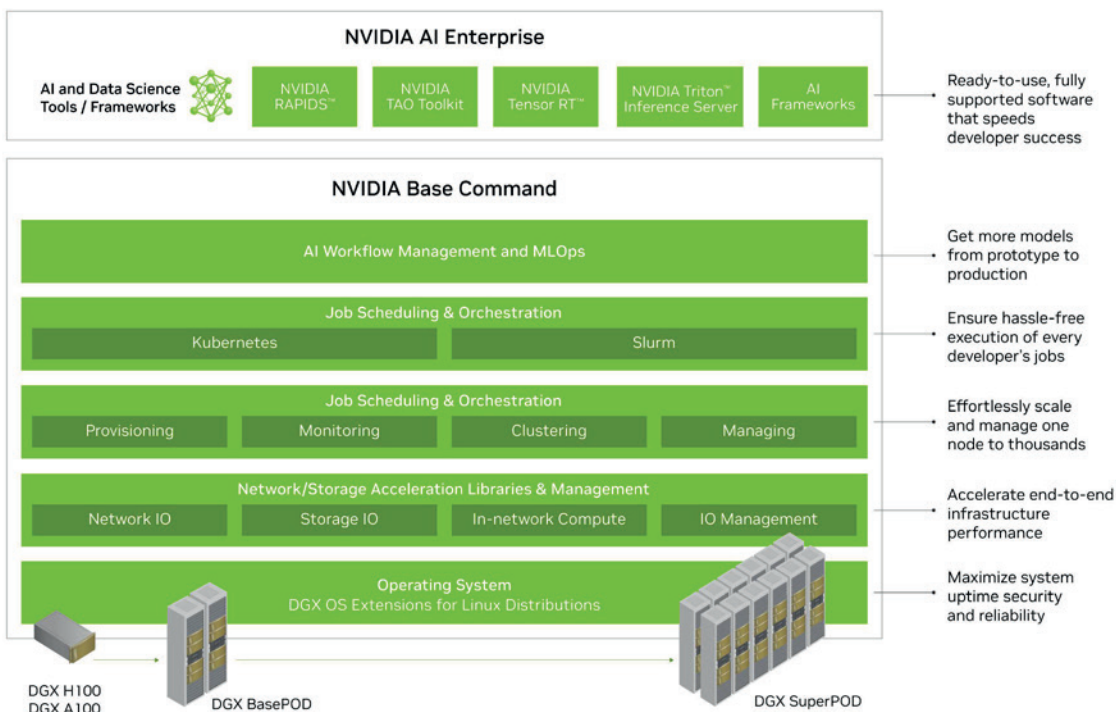 NVIDIA AI Enterprise
AI and Data Science
Tools / Frameworks
NVIDIA
RAPIDS™
NVIDIA
TAO Toolkit
NVIDIA
Tensor RT™
NVIDIA Triton™
Inference Server
AI
Frameworks
Ready-to-use, fully
supported software
that speeds
developer success
NVIDIA Base Command
AI Workflow Management and MLOps
Get more models
from prototype to
production
Job Scheduling & Orchestration
Kubernetes
Slurm
Ensure hassle-free
execution of every
developer's jobs
Job Scheduling & Orchestration
Provisioning
Monitoring
Clustering
Managing
Effortlessly scale
and manage one
node to thousands
Network/Storage Acceleration Libraries & Management
Network IO
Storage IO
In-network Compute
IO Management
Accelerate end-to-end
infrastructure
performance
Operating System
DGX OS Extensions for Linux Distributions
Maximize system
uptime security
and reliability
DGX H100
DGX A100
DGX BasePOD
DGX SuperPOD